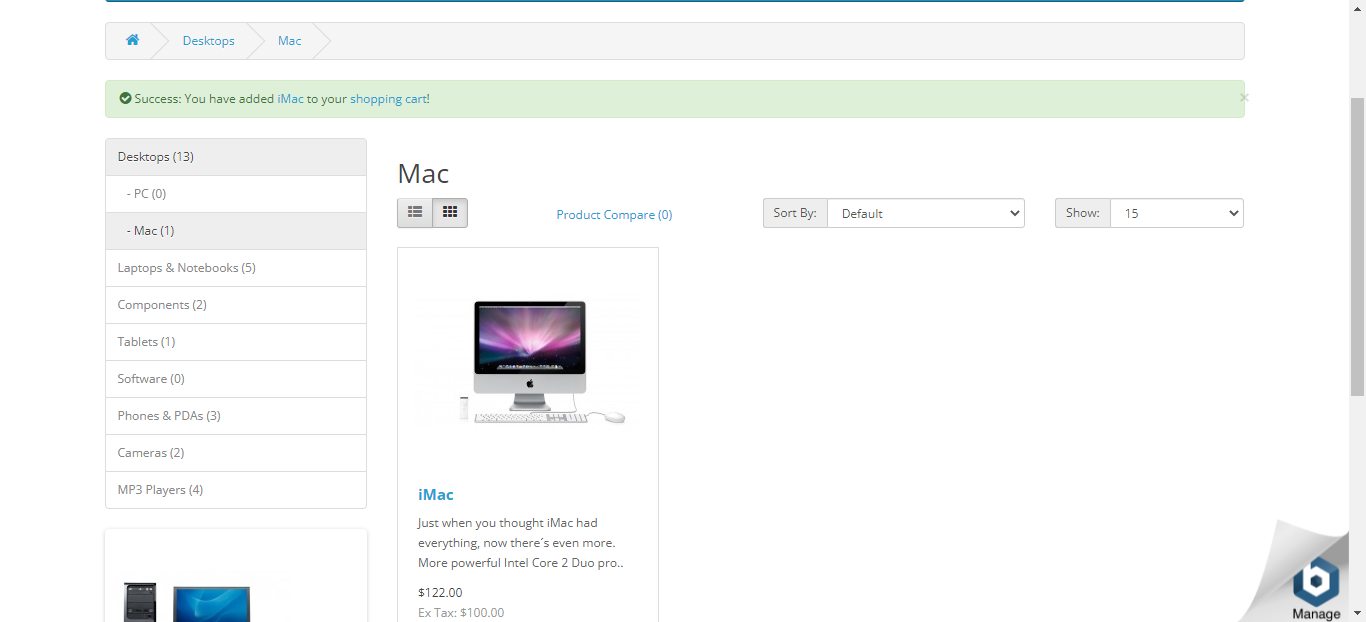 Desktops
Mac
Success: You have added iMac to your shopping cart!
×
Desktops (13)
- PC (0)
- Mac (1)
Laptops & Notebooks (5)
Components (2)
Tablets (1)
Software (0)
Phones & PDAs (3)
Cameras (2)
MP3 Players (4)
Mac
Product Compare (0)
Sort By: Default
Show: 15
iMac
Just when you thought iMac had
everything, now there´s even more.
More powerful Intel Core 2 Duo pro..
$122.00
Ex Tax: $100.00
Manage